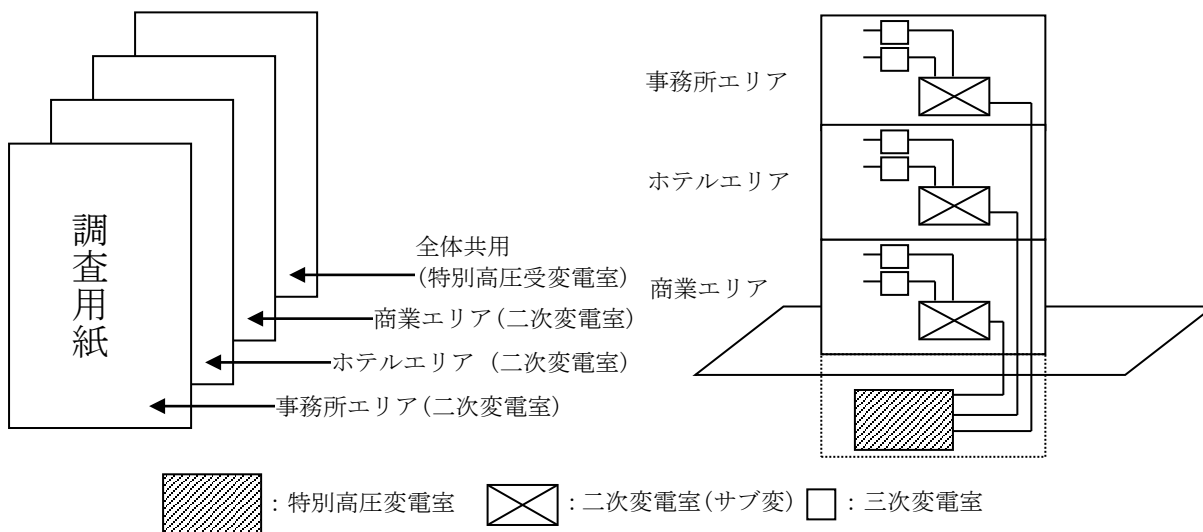 調査用紙
全体共用
(特別高圧受変電室)
商業エリア(二次変電室)
ホテルエリア (二次変電室)
事務所エリア(二次変電室)
事務所エリア
ホテルエリア
商業エリア
：特別高圧変電室
：二次変電室(サブ変)
：三次変電室